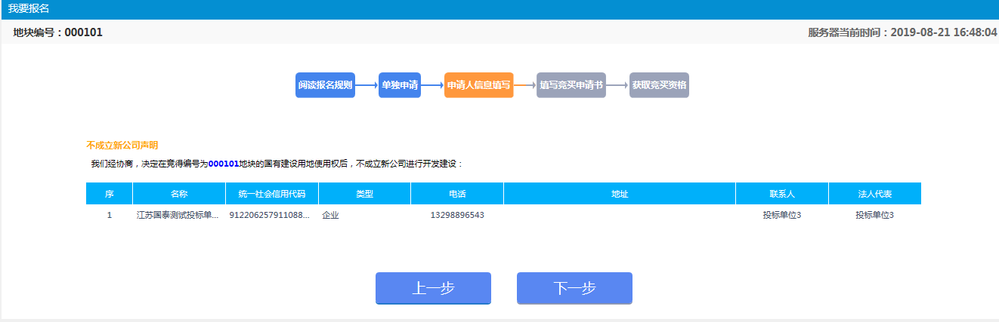 我要报名
地块编号：000101 服务器当前时间：2019-08-21 16:48:04
阅读报名规则 单独申请 申请人信息填写 填写竞买申请书 获取竞买资格
不成立新公司声明
我们经协商，决定在竞得编号为000101地块的国有建设用地使用权后，不成立新公司进行开发建设：
序 名称 统一社会信用代码 类型 电话 地址 联系人 法人代表
1 江苏国泰测试投标单... 912206257911088... 企业 13298896543 投标单位3 投标单位3
上一步 下一步